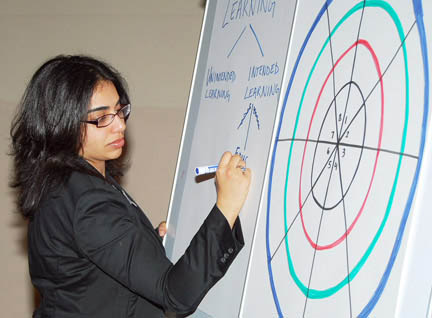 LEARNING
UNINTENDED INTENDED
LEARNING LEARNING
8 1
7 2
6 3
5 4